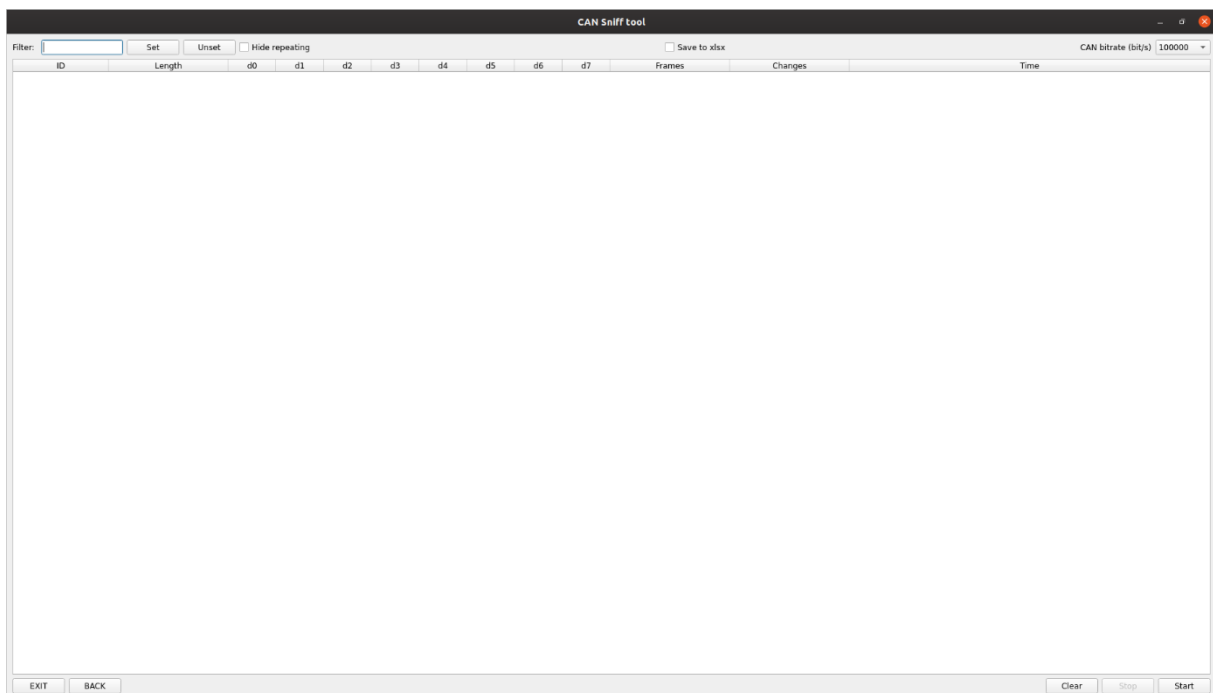 CAN Sniff tool
Filter: Set Unset Hide repeating Save to xlsx CAN bitrate (bit/s) 100000
ID Length d0 d1 d2 d3 d4 d5 d6 d7 Frames Changes Time
EXIT BACK Clear Stop Start